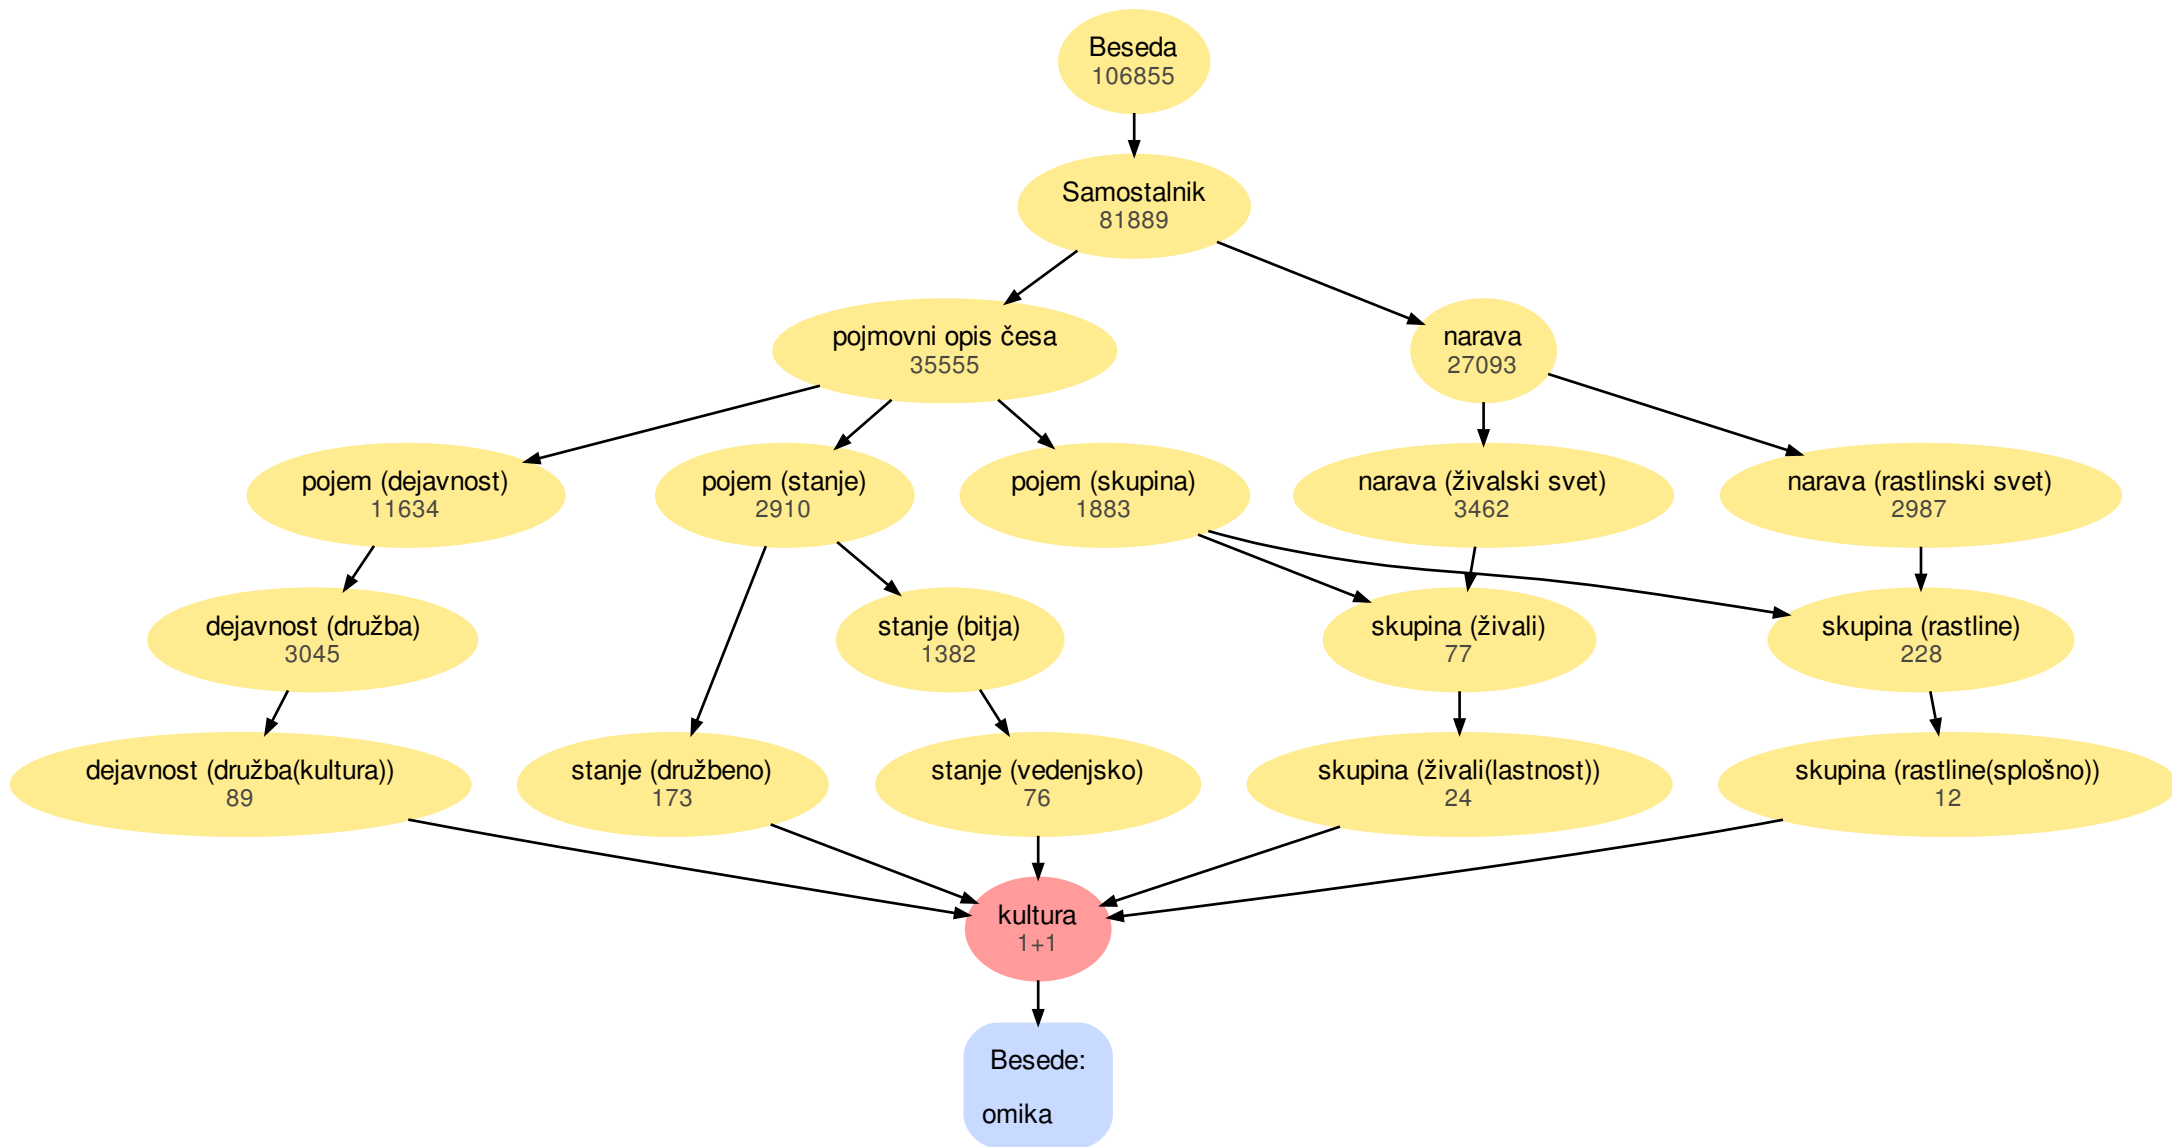 Beseda
106855
Samostalnik
81889
pojmovni opis česa
35555
narava
27093
pojem (dejavnost)
11634
pojem (stanje)
2910
pojem (skupina)
1883
narava (živalski svet)
3462
narava (rastlinski svet)
2987
dejavnost (družba)
3045
stanje (bitja)
1382
skupina (živali)
77
skupina (rastline)
228
dejavnost (družba(kultura))
89
stanje (družbeno)
173
stanje (vedenjsko)
76
skupina (živali(lastnost))
24
skupina (rastline(splošno))
12
kultura
1+1
Besede:
omika